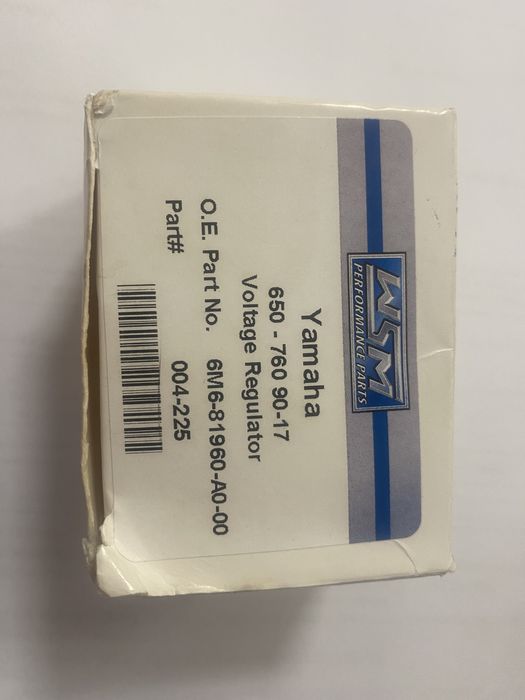 WSM
PERFORMANCE PARTS
Yamaha
650 - 760 90-17
Voltage Regulator
O.E. Part No. 6M6-81960-A0-00
Part# 004-225